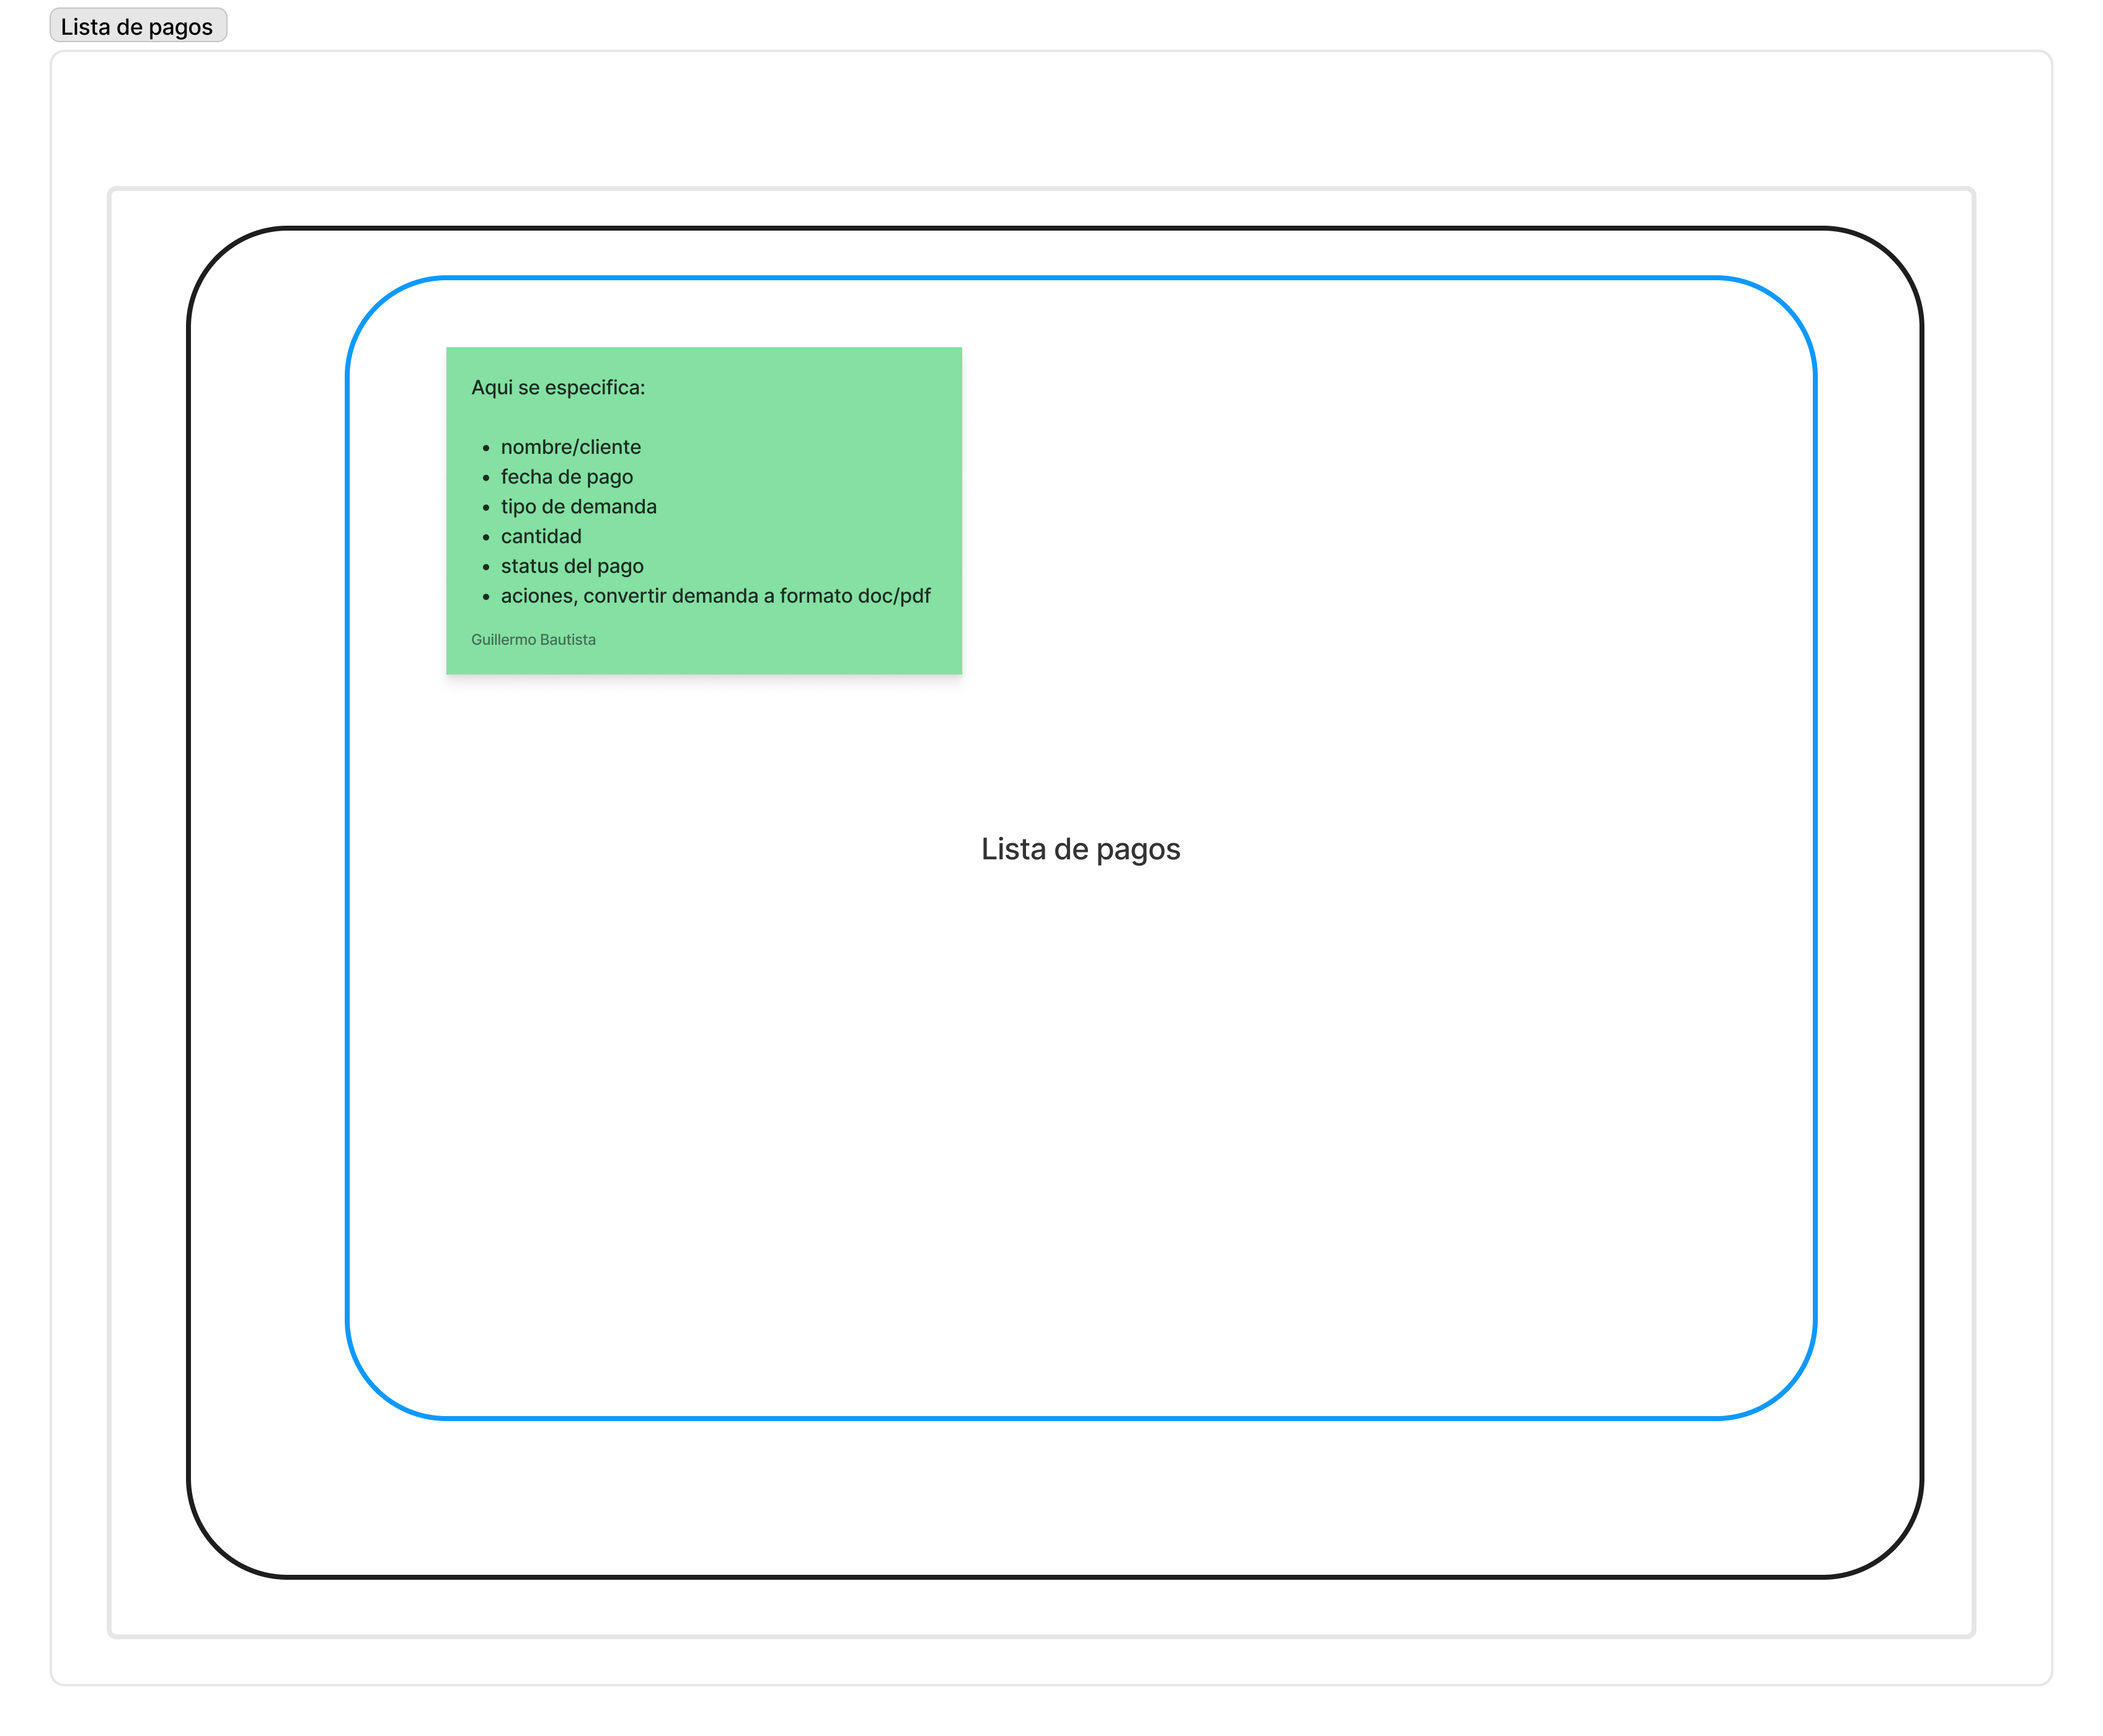 Lista de pagos
Aqui se especifica:
• nombre/cliente
• fecha de pago
• tipo de demanda
• cantidad
• status del pago
• aciones, convertir demanda a formato doc/pdf
Guillermo Bautista
Lista de pagos